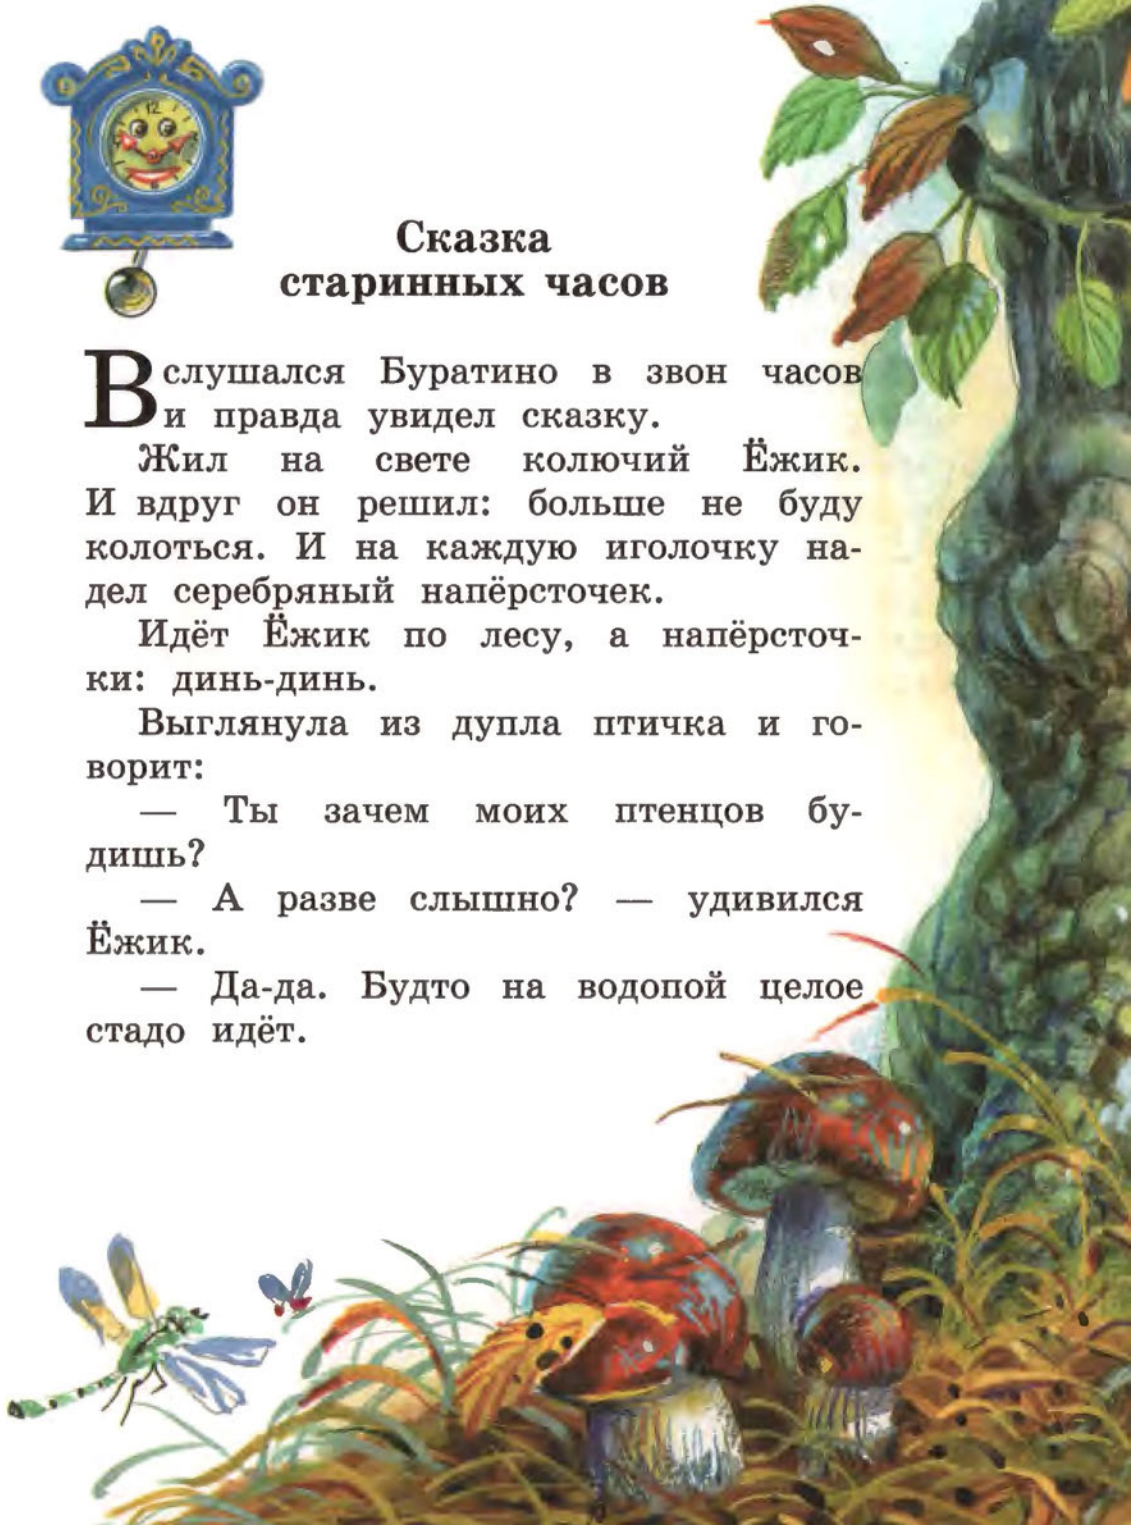 12
Сказка
старинных часов
Вслушался Буратино в звон часов
и правда увидел сказку.
Жил на свете колючий Ёжик.
И вдруг он решил: больше не буду
колоться. И на каждую иголочку на-
дел серебряный напёрсточек.
Идёт Ёжик по лесу, а напёрсточ-
ки: динь-динь.
Выглянула из дупла птичка и го-
ворит:
— Ты зачем моих птенцов бу-
дишь?
— А разве слышно? — удивился
Ёжик.
— Да-да. Будто на водопой целое
стадо идёт.